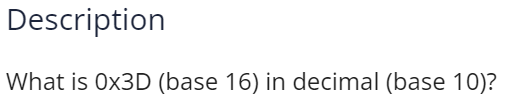 Description
What is 0x3D (base 16) in decimal (base 10)?